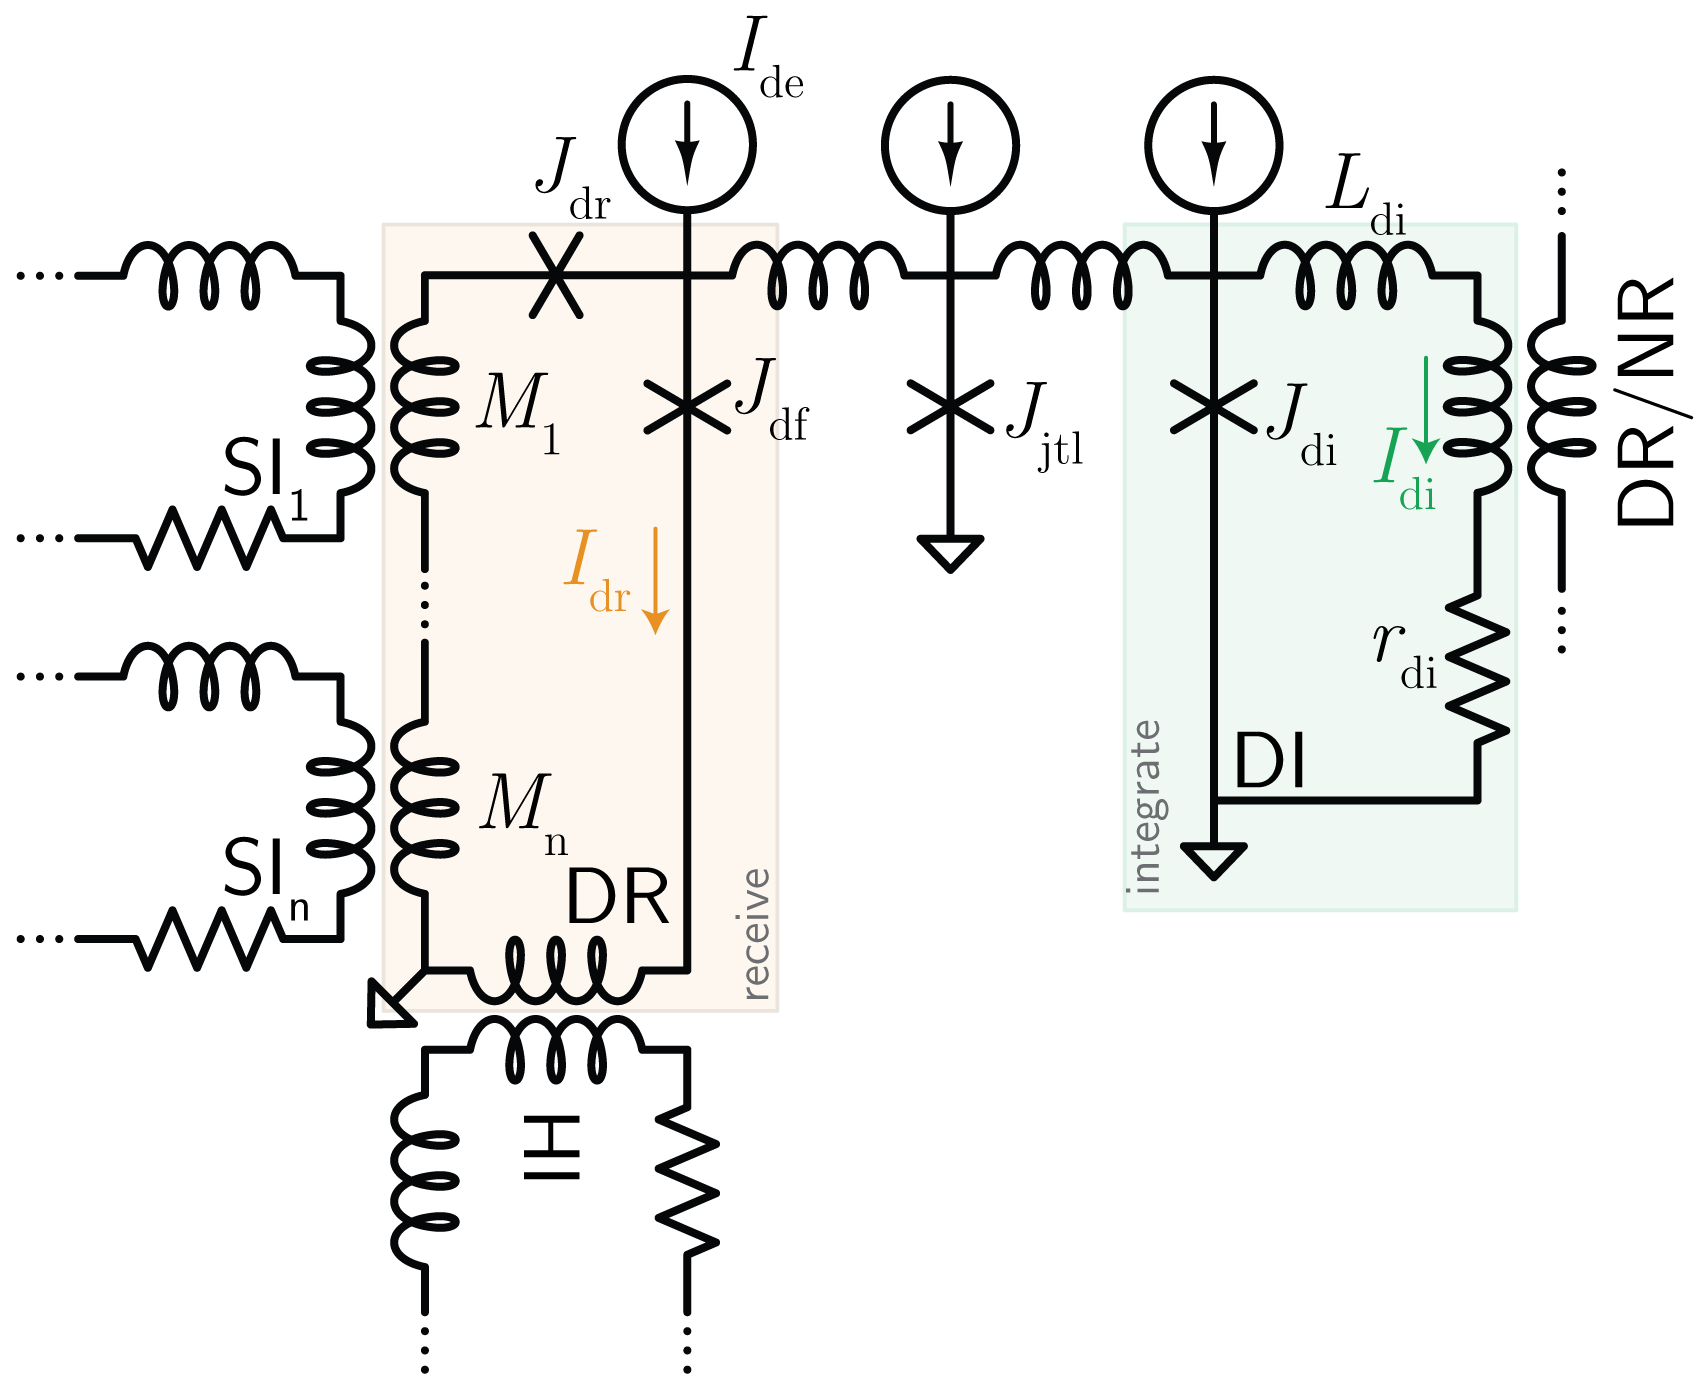 I_de
J_dr
L_di
M_1
J_df
J_jtl
J_di
I_di
DR/NR
SI_1
I_dr
r_di
M_n
SI_n
DR
receive
integrate
DI
IH